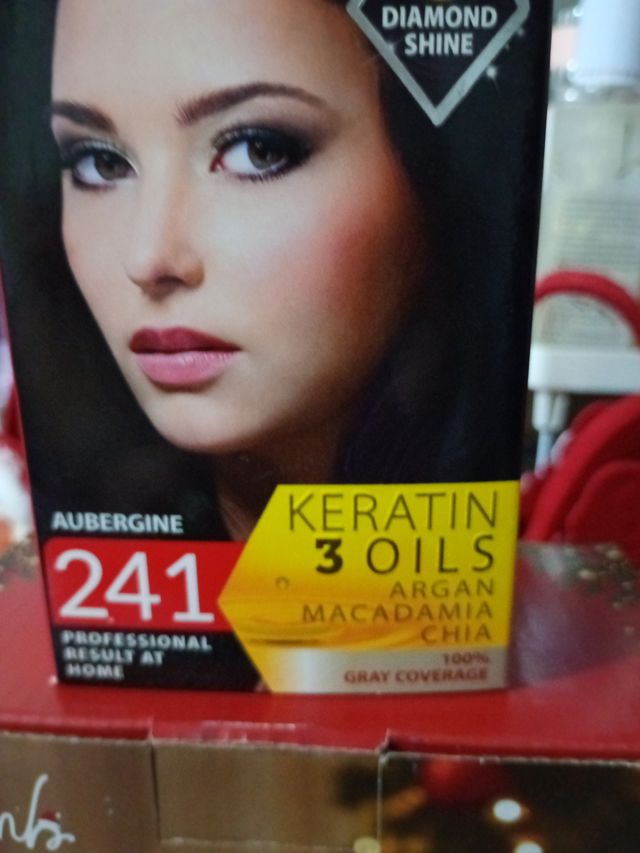 DIAMOND
SHINE
AUBERGINE
241
PROFESSIONAL
RESULT AT
HOME
KERATIN
3 OILS
ARGAN
MACADAMIA
CHIA
100%
GRAY COVERAGE